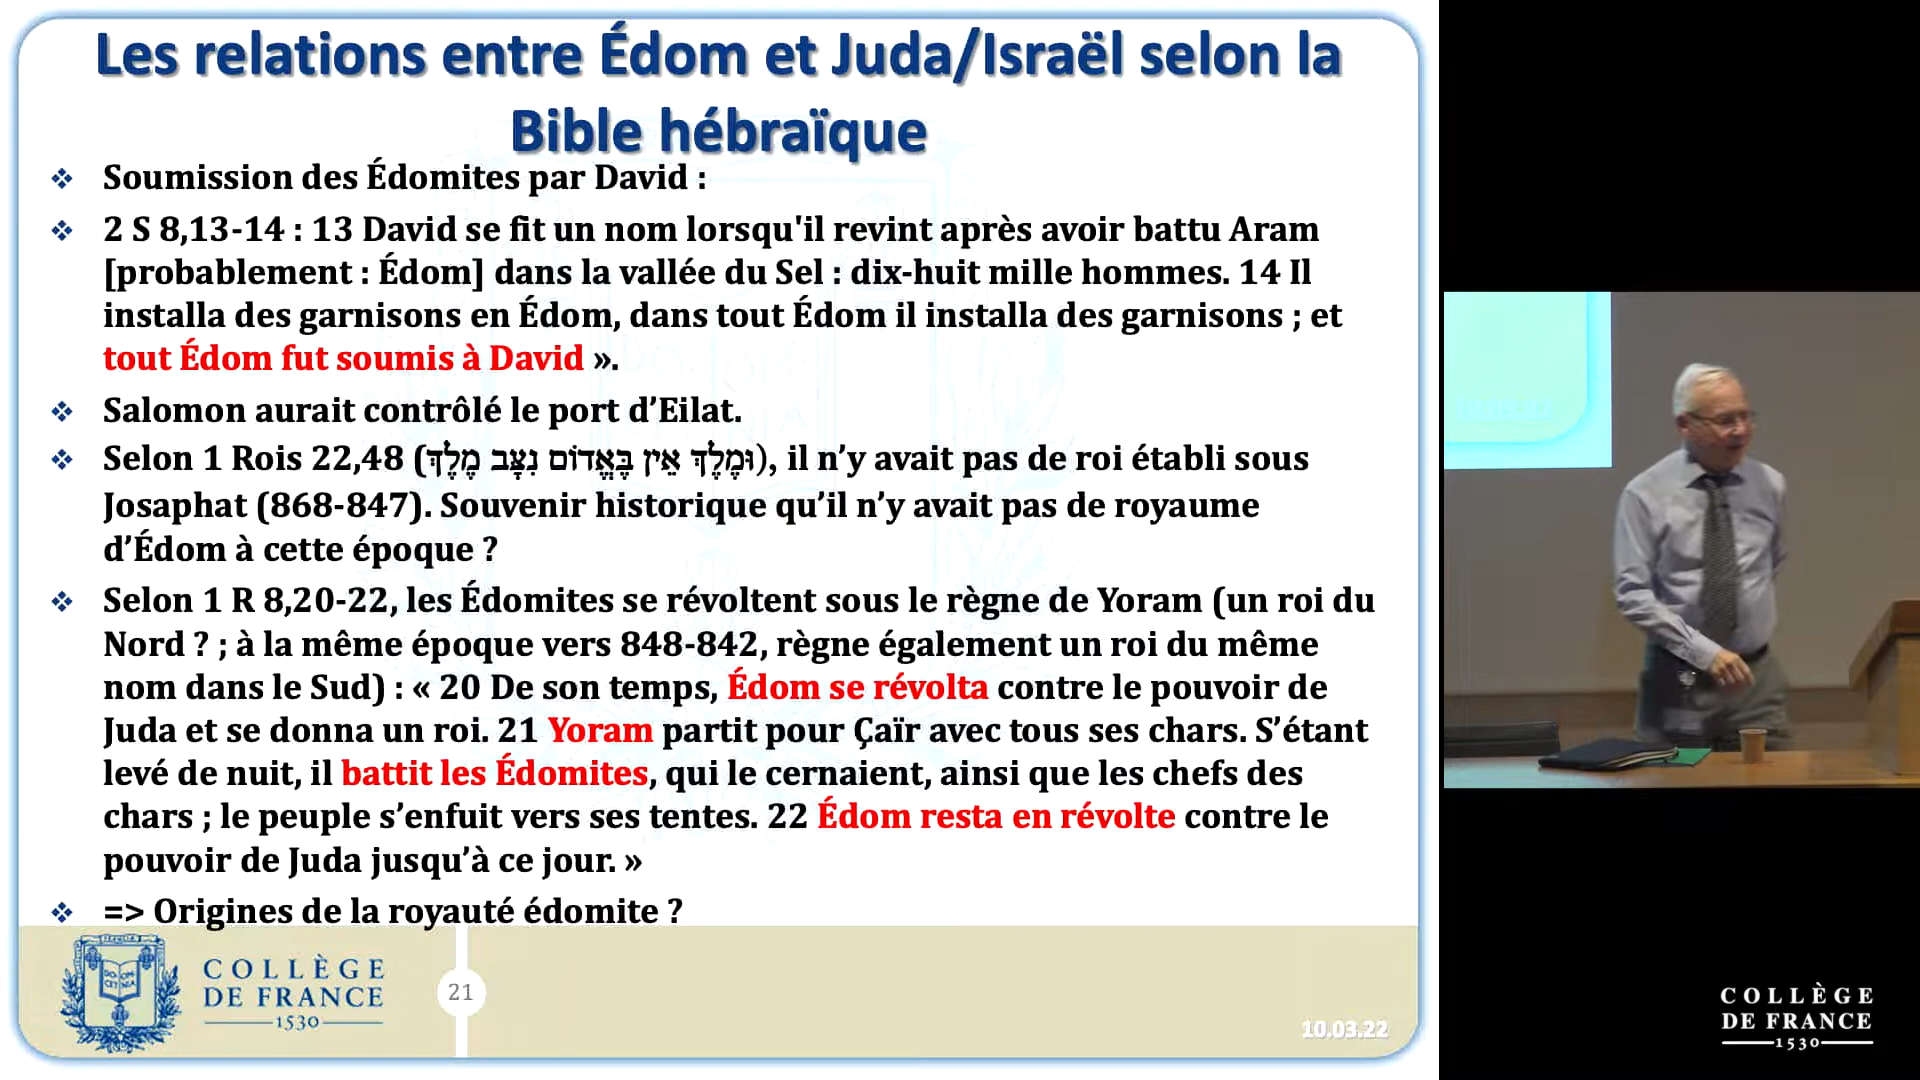 Les relations entre Édom et Juda/Israël selon la
Bible hébraïque
Soumission des Édomites par David :
2 S 8,13-14 : 13 David se fit un nom lorsqu'il revint après avoir battu Aram
[probablement : Édom] dans la vallée du Sel : dix-huit mille hommes. 14 Il
installa des garnisons en Édom, dans tout Édom il installa des garnisons ; et
tout Édom fut soumis à David ».
Salomon aurait contrôlé le port d’Eilat.
Selon 1 Rois 22,48 (וּמֶלֶךְ אֵין בֶּאֱדוֹם נִצָּב מֶלֶךְ), il n’y avait pas de roi établi sous
Josaphat (868-847). Souvenir historique qu’il n’y avait pas de royaume
d’Édom à cette époque ?
Selon 1 R 8,20-22, les Édomites se révoltent sous le règne de Yoram (un roi du
Nord ? ; à la même époque vers 848-842, règne également un roi du même
nom dans le Sud) : « 20 De son temps, Édom se révolta contre le pouvoir de
Juda et se donna un roi. 21 Yoram partit pour Çaïr avec tous ses chars. S’étant
levé de nuit, il battit les Édomites, qui le cernaient, ainsi que les chefs des
chars ; le peuple s’enfuit vers ses tentes. 22 Édom resta en révolte contre le
pouvoir de Juda jusqu’à ce jour. »
=> Origines de la royauté édomite ?
COLLÈGE
DE FRANCE
1530
21
10.03.22
COLLÈGE
DE FRANCE
1530